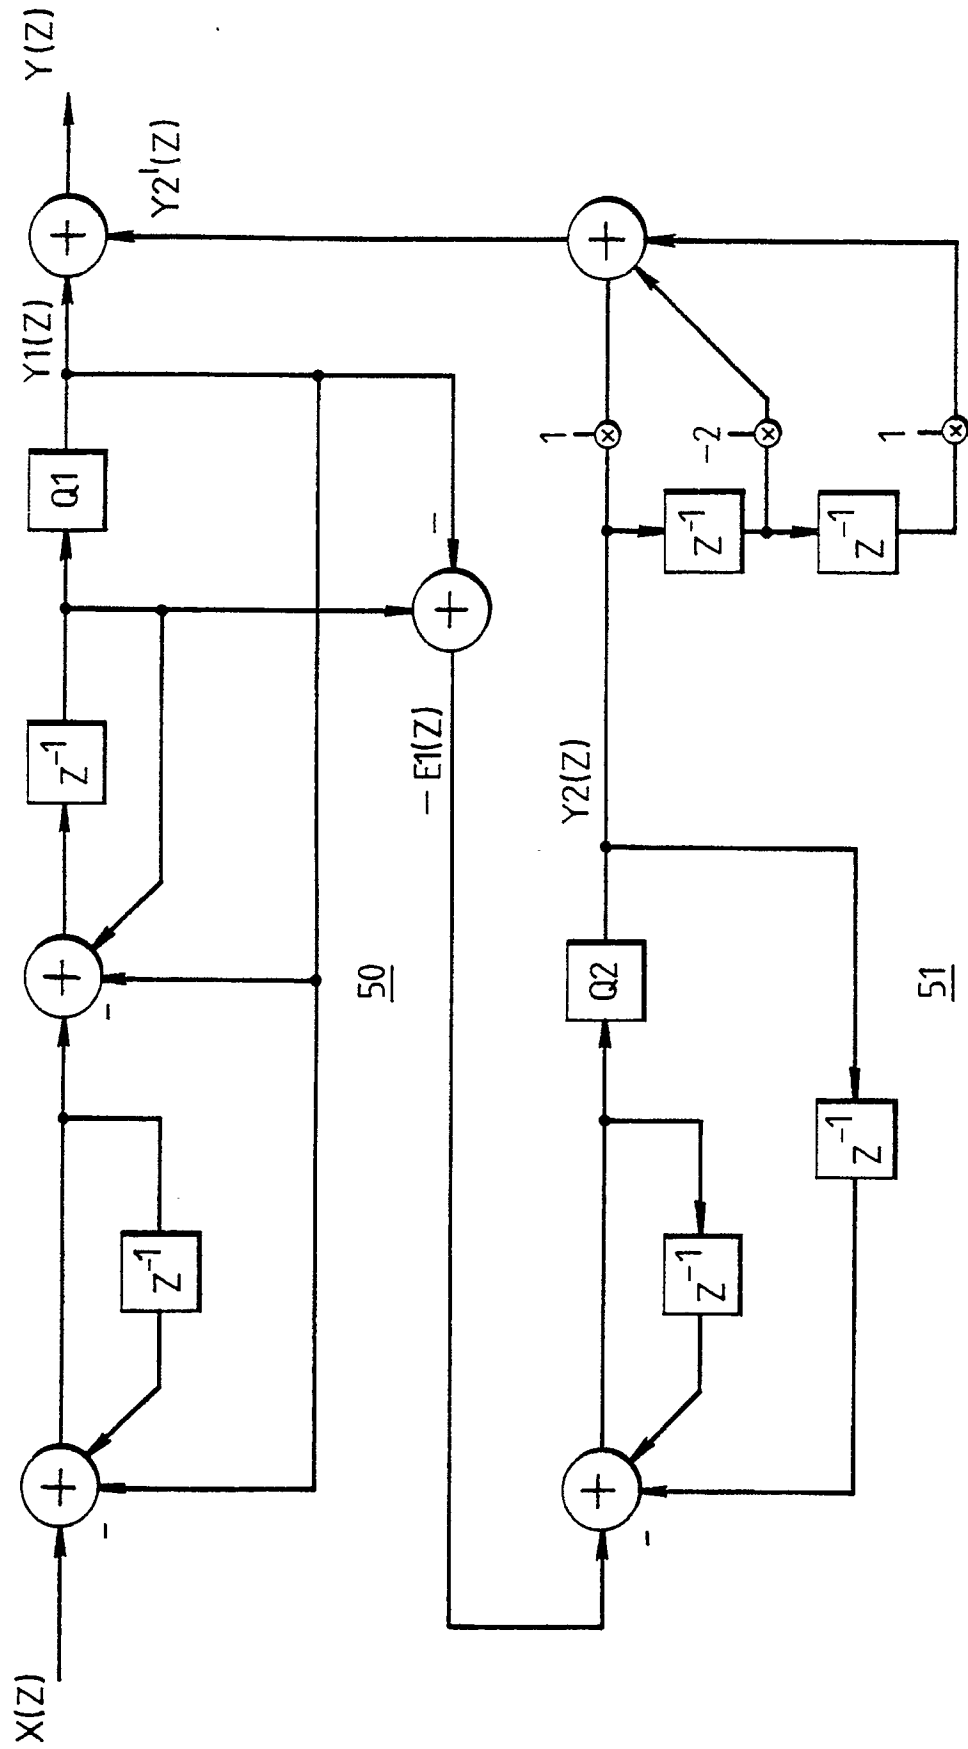 X(Z)
+
-
Z⁻¹
+
-
Z⁻¹
Q1
Y1(Z)
+
Y(Z)
Y2'(Z)
50
- E1(Z)
+
-
+
-
Z⁻¹
Q2
Y2(Z)
Z⁻¹
51
1
×
-2
×
1
×
Z⁻¹
Z⁻¹
+